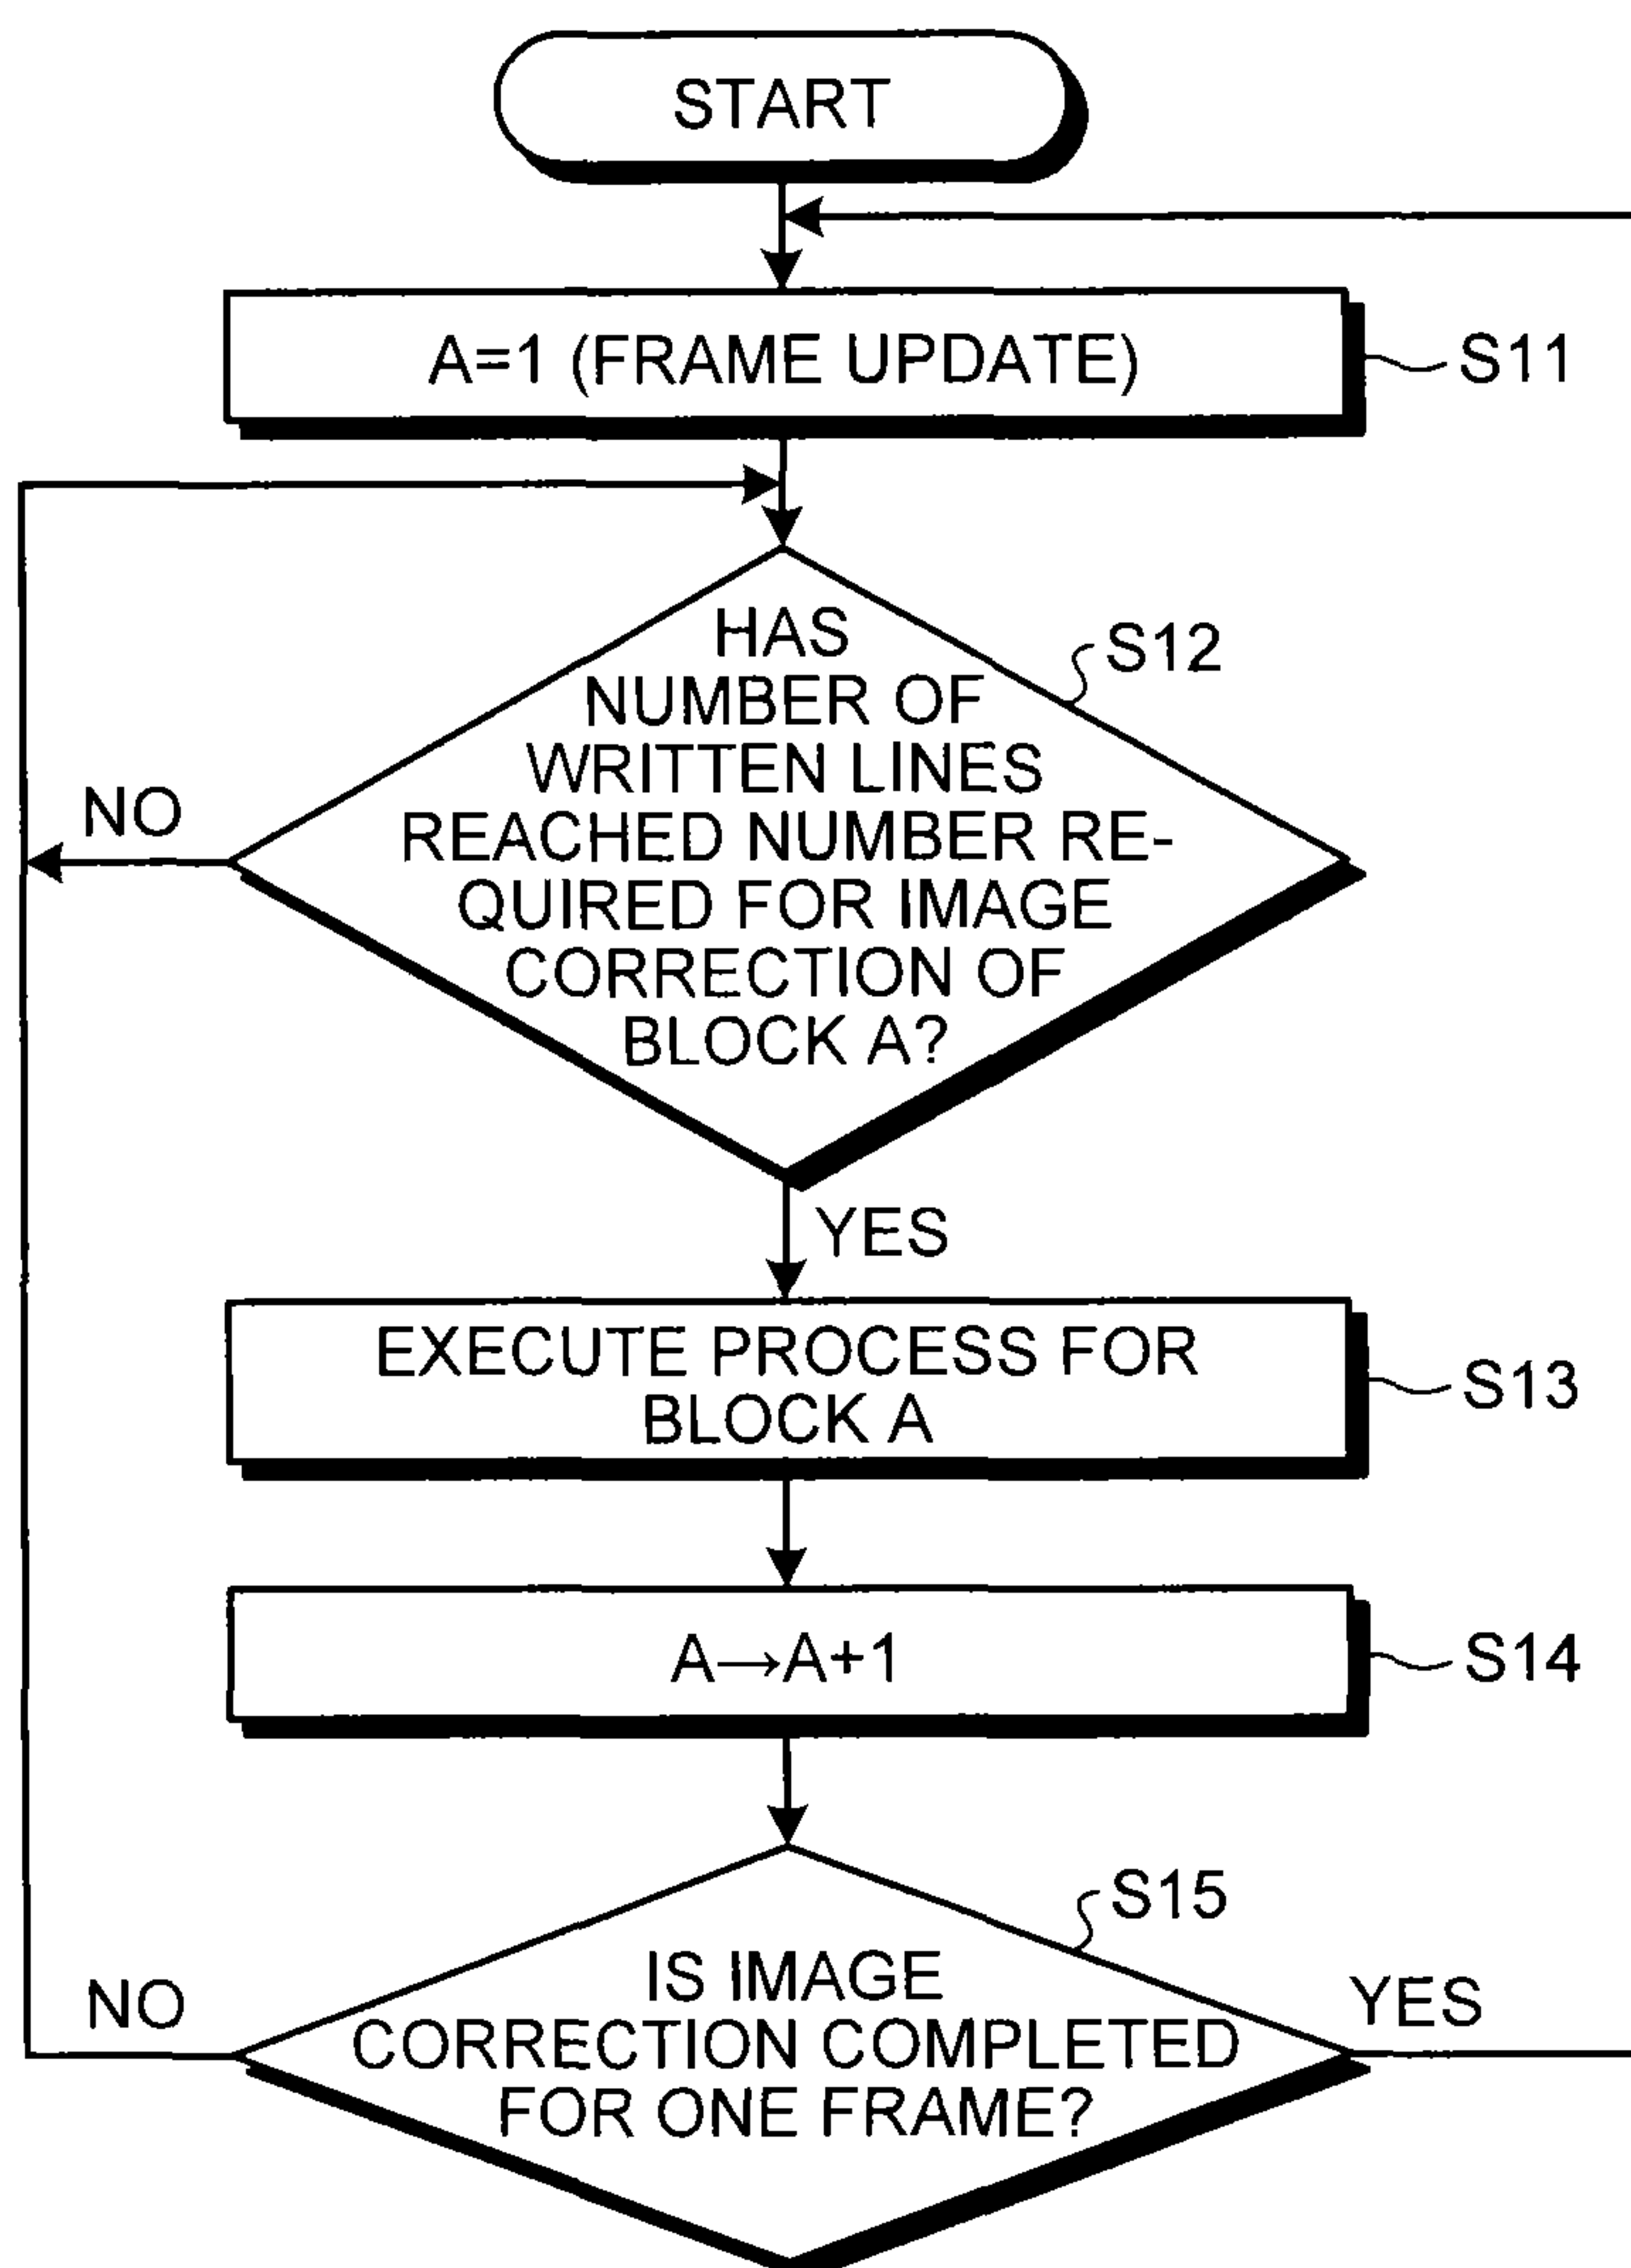 START
A=1 (FRAME UPDATE)
S11
HAS
S12
NUMBER OF
WRITTEN LINES
NO
REACHED NUMBER RE-
QUIRED FOR IMAGE
CORRECTION OF
BLOCK A?
YES
EXECUTE PROCESS FOR
BLOCK A
S13
A→A+1
S14
S15
IS IMAGE
NO
YES
CORRECTION COMPLETED
FOR ONE FRAME?